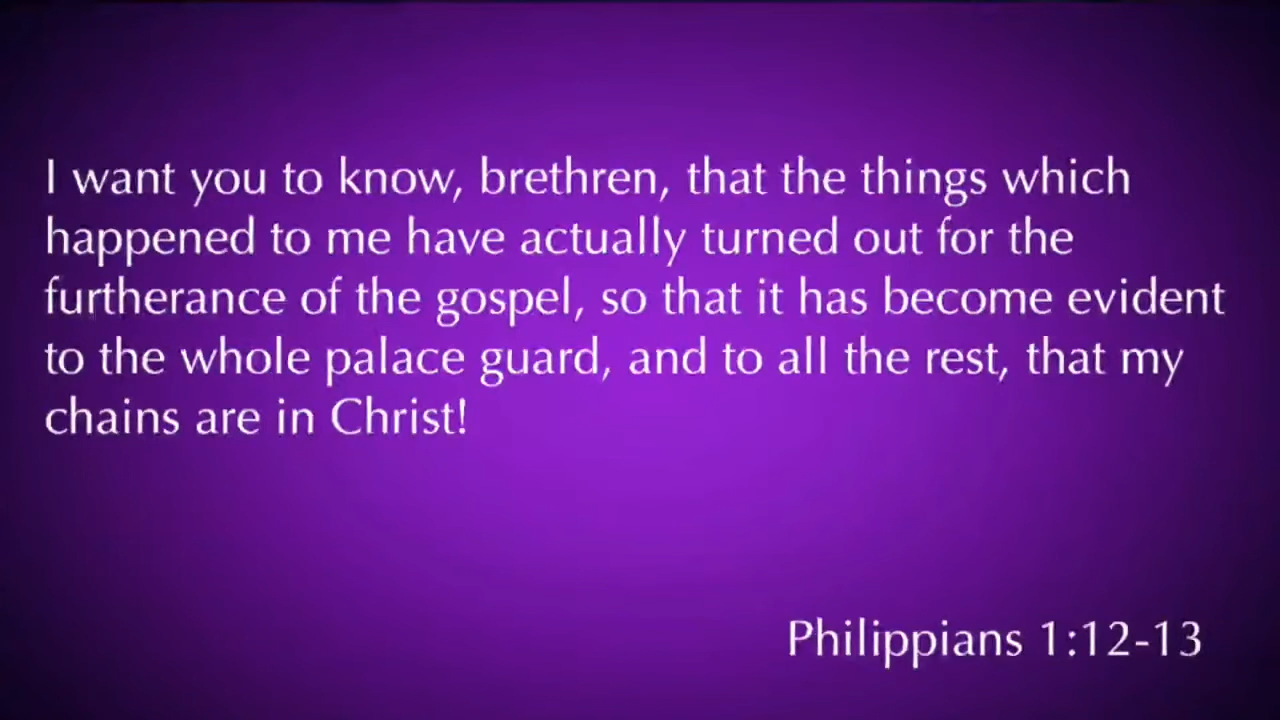 I want you to know, brethren, that the things which
happened to me have actually turned out for the
furtherance of the gospel, so that it has become evident
to the whole palace guard, and to all the rest, that my
chains are in Christ!
Philippians 1:12-13